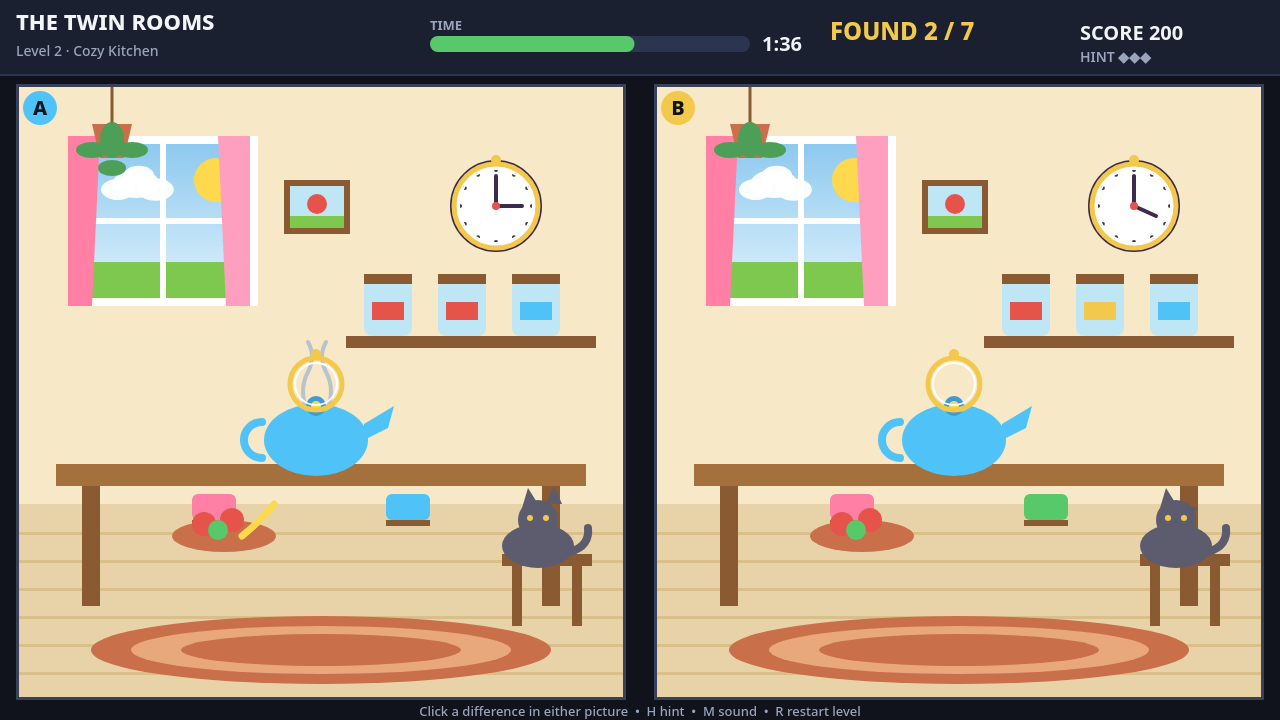 THE TWIN ROOMS
Level 2 · Cozy Kitchen
TIME
1:36
FOUND 2 / 7
SCORE 200
HINT ◆◆◆
A
B
Click a difference in either picture • H hint • M sound • R restart level